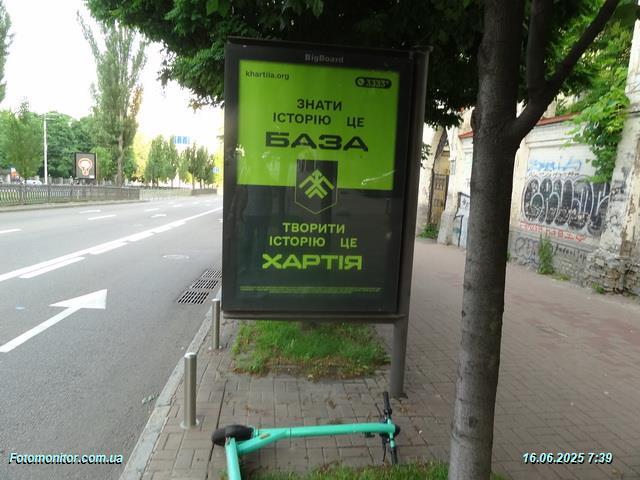 BigBoard
khartiia.org
3333*
ЗНАТИ
ІСТОРІЮ ЦЕ
БАЗА
ТВОРИТИ
ІСТОРІЮ ЦЕ
ХАРТІЯ
Fotomonitor.com.ua
16.06.2025 7:39